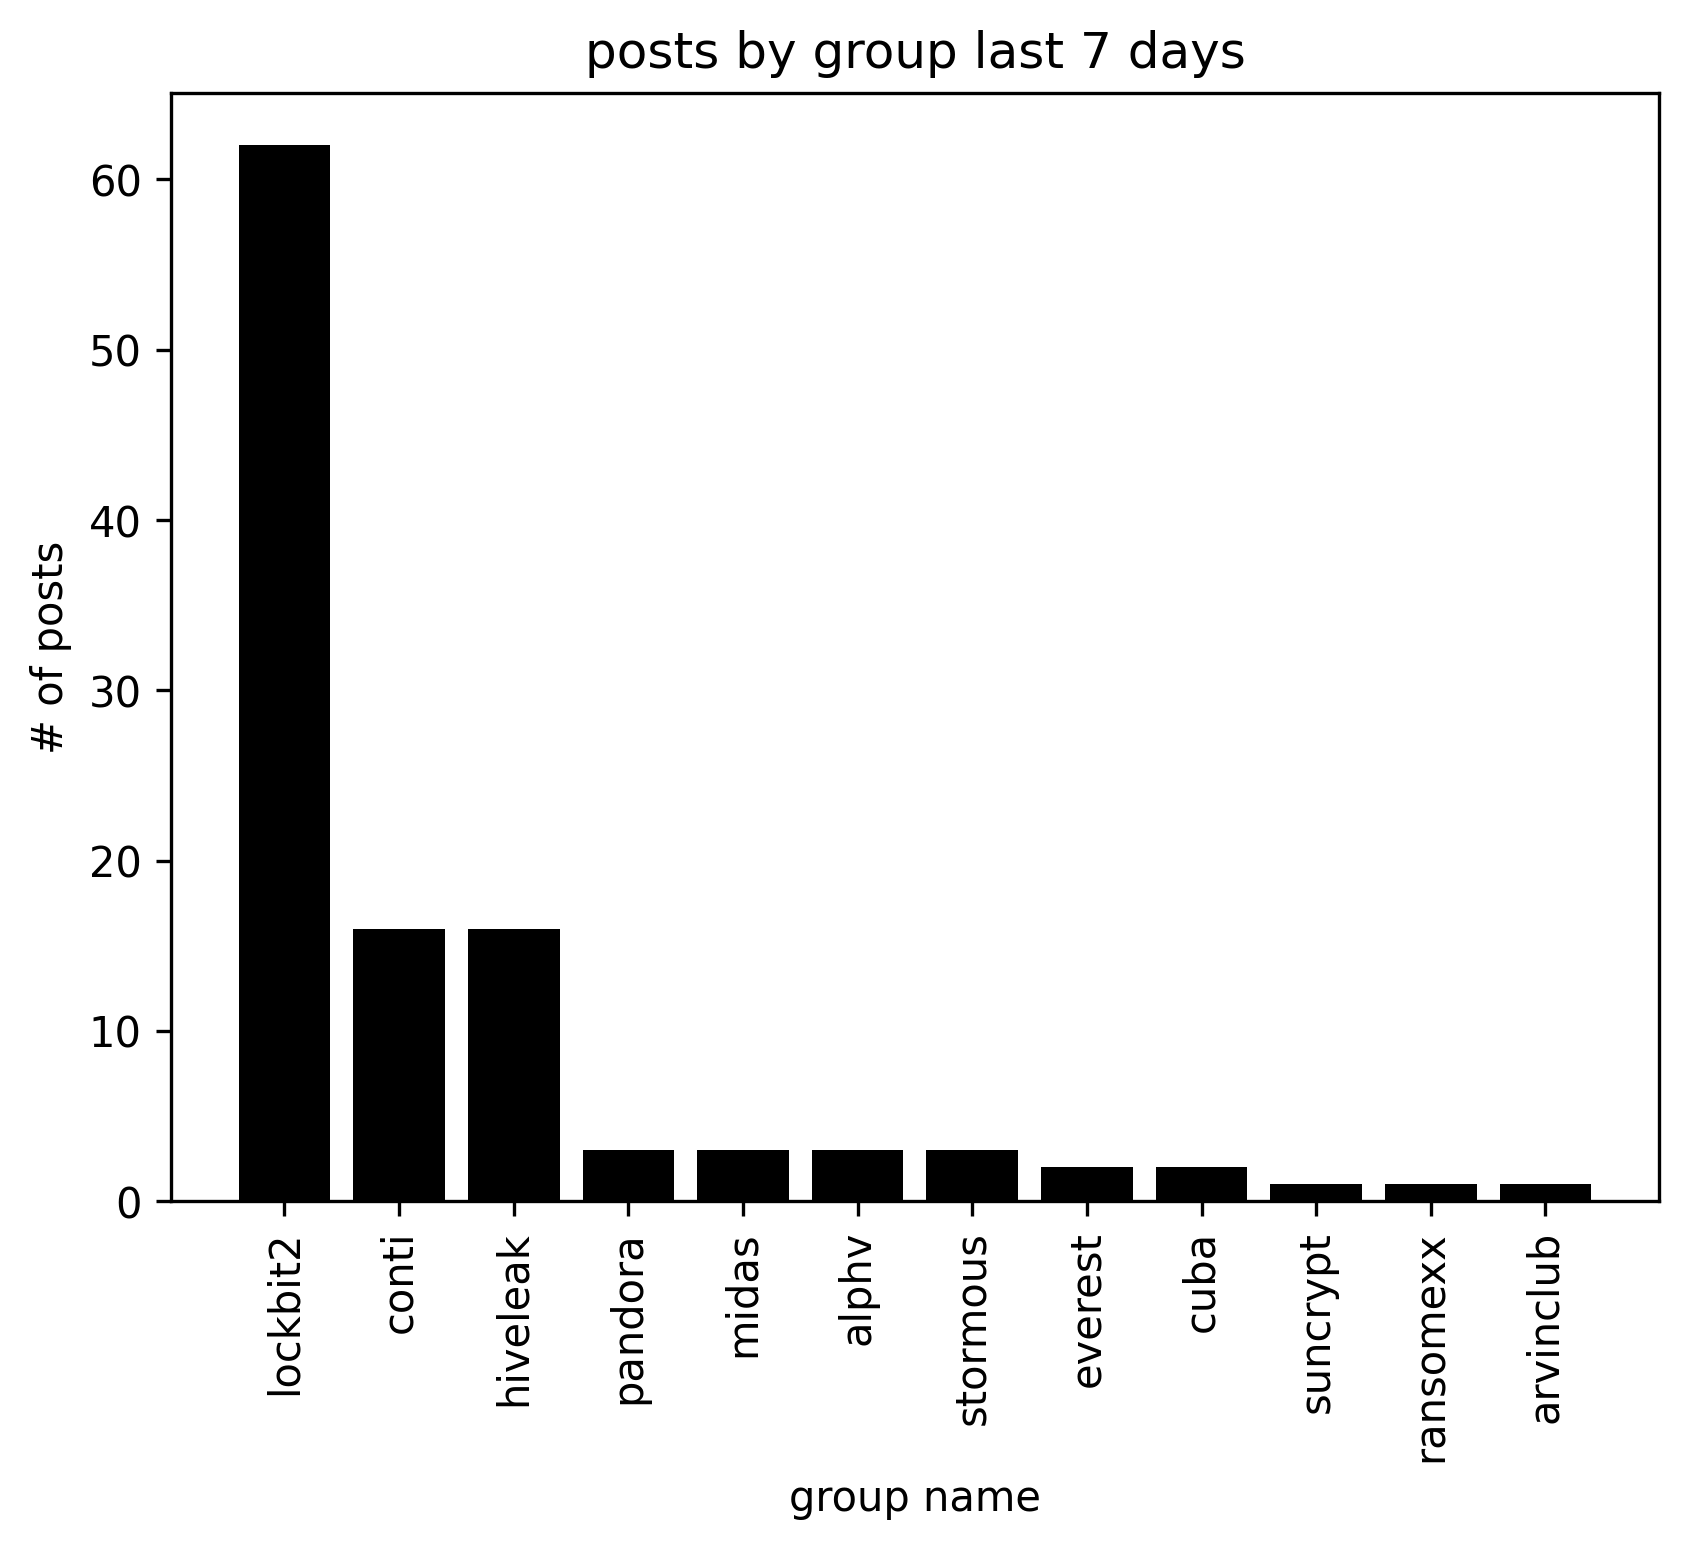 posts by group last 7 days
# of posts
60
50
40
30
20
10
0
lockbit2
conti
hiveleak
pandora
midas
alphv
stormous
everest
cuba
suncrypt
ransomexx
arvinclub
group name